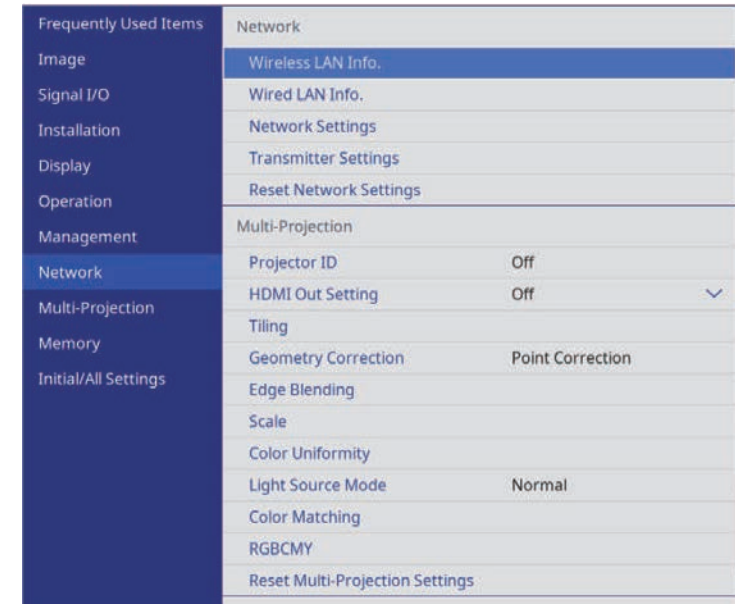 Frequently Used Items
Image
Signal I/O
Installation
Display
Operation
Management
Network
Multi-Projection
Memory
Initial/All Settings
Network
Wireless LAN Info.
Wired LAN Info.
Network Settings
Transmitter Settings
Reset Network Settings
Multi-Projection
Projector ID Off
HDMI Out Setting Off
Tiling
Geometry Correction Point Correction
Edge Blending
Scale
Color Uniformity
Light Source Mode Normal
Color Matching
RGBCMY
Reset Multi-Projection Settings